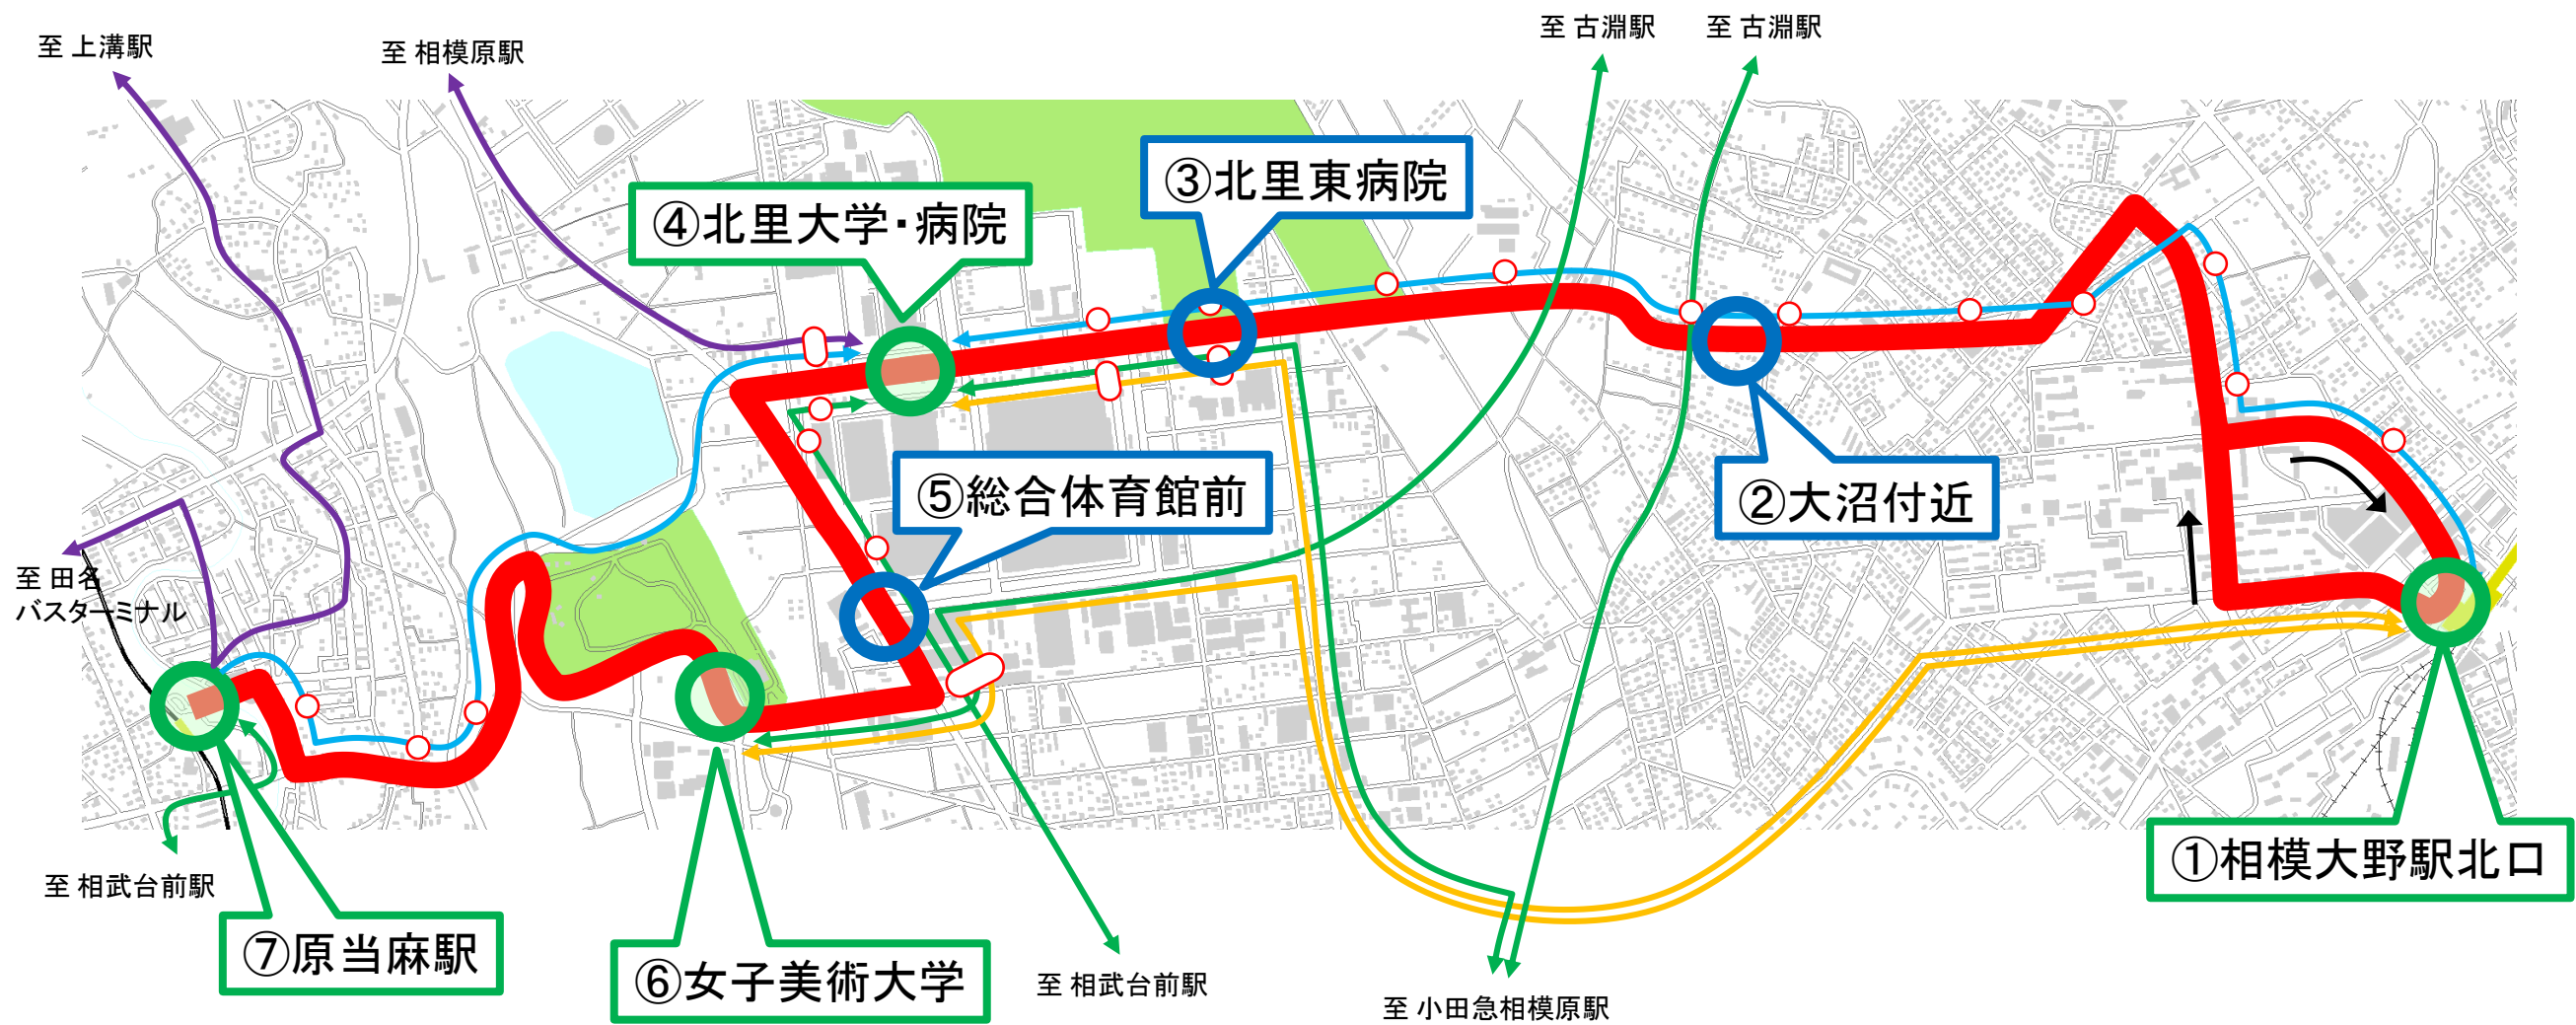 至 上溝駅
至 相模原駅
至 古淵駅
至 古淵駅
③北里東病院
④北里大学・病院
⑤総合体育館前
②大沼付近
至 田名
バスターミナル
①相模大野駅北口
至 相武台前駅
⑦原当麻駅
⑥女子美術大学
至 相武台前駅
至 小田急相模原駅